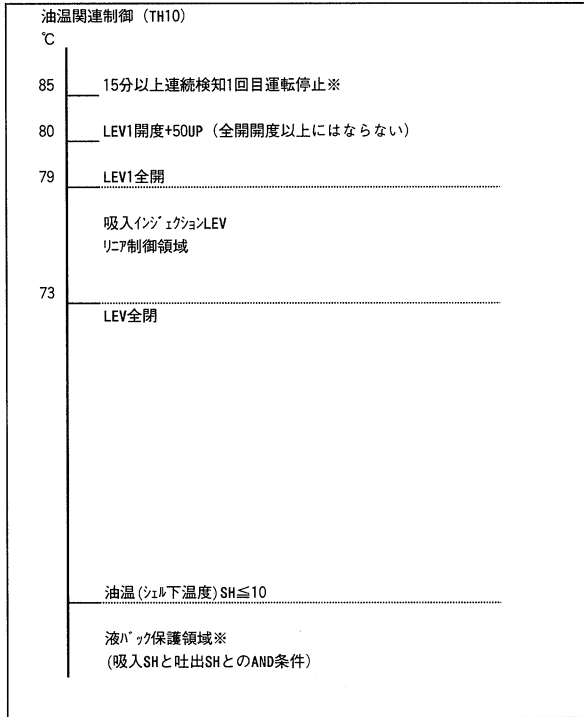 油温関連制御 (TH10)
℃
85 15分以上連続検知1回目運転停止※
80 LEV1開度+50UP (全開開度以上にはならない)
79 LEV1全開
吸入ｲﾝｼﾞｪｸｼｮﾝLEV
ﾘﾆｱ制御領域
73
LEV全閉
油温(ｼｪﾙ下温度)SH≦10
液ﾊﾞｯｸ保護領域※
(吸入SHと吐出SHとのAND条件)